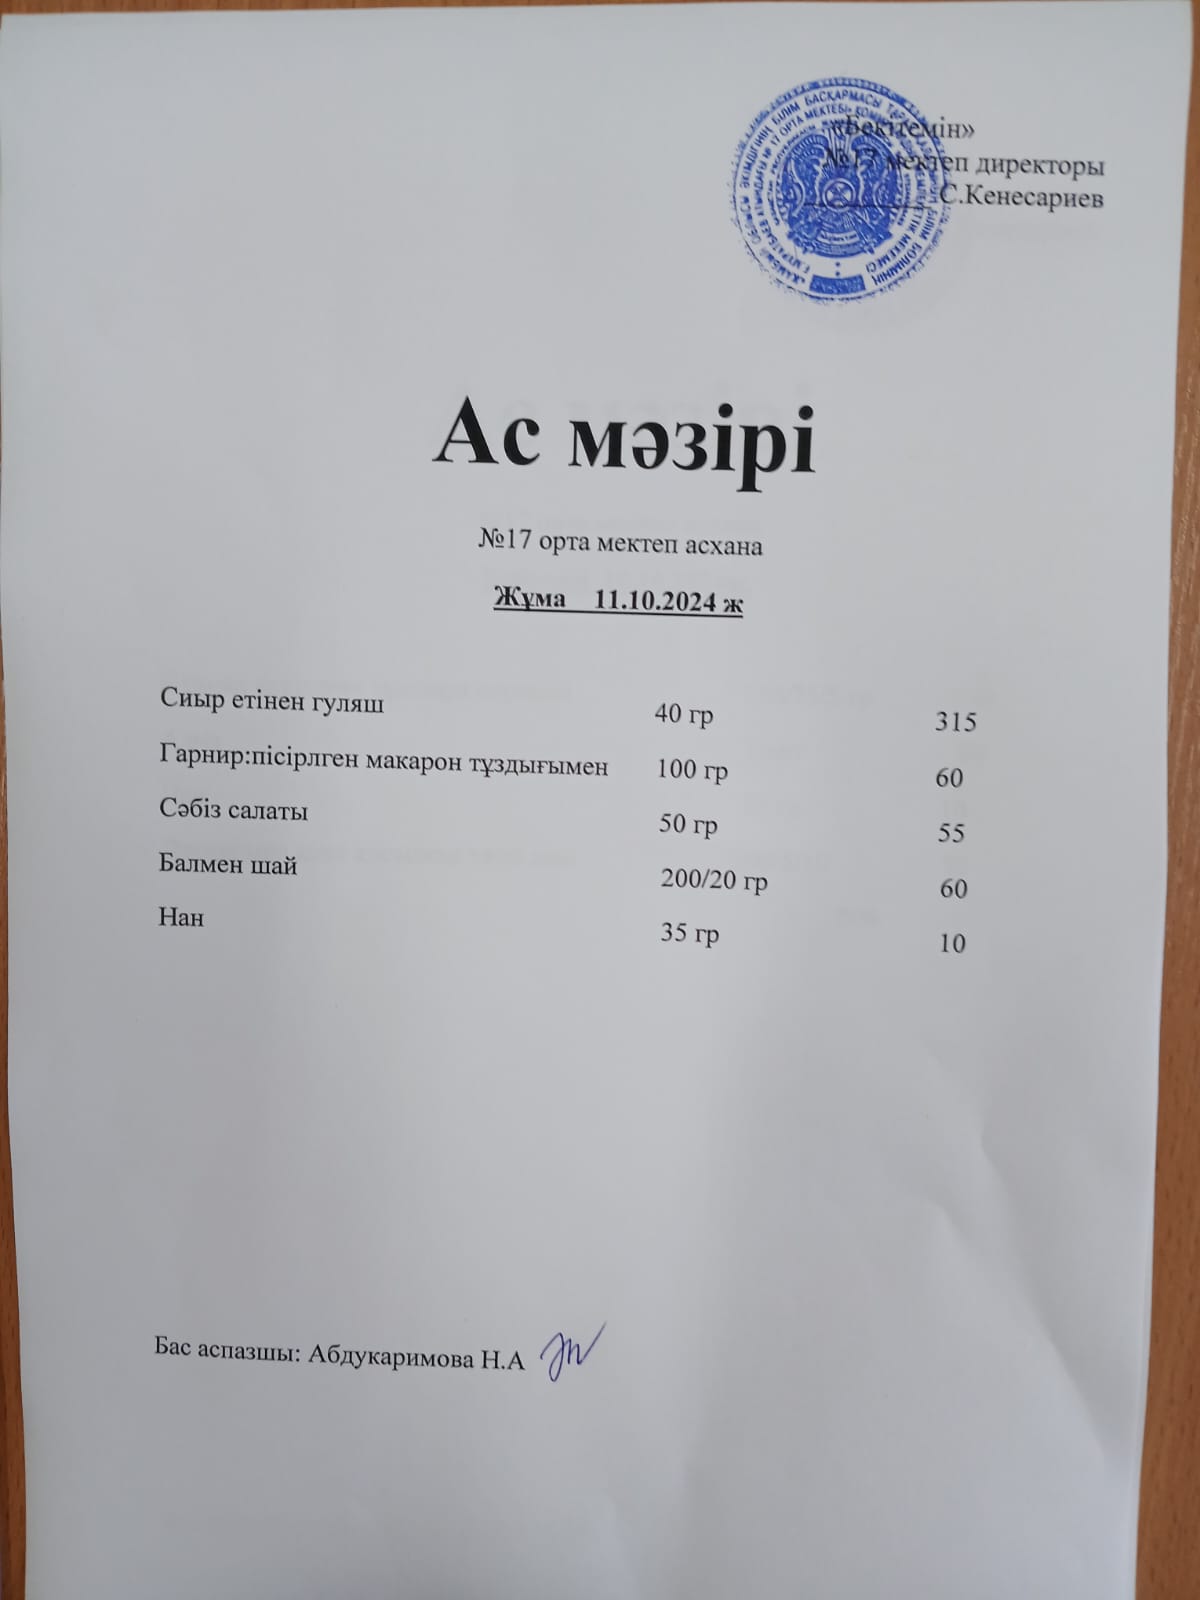 «Бекітемін»
№17 мектеп директоры
С.Кенесариев
Ас мәзірі
№17 орта мектеп асхана
Жұма 11.10.2024 ж
Сиыр етінен гуляш 40 гр 315
Гарнир:пісірлген макарон тұздығымен 100 гр 60
Сәбіз салаты 50 гр 55
Балмен шай 200/20 гр 60
Нан 35 гр 10
Бас аспазшы: Абдукаримова Н.А